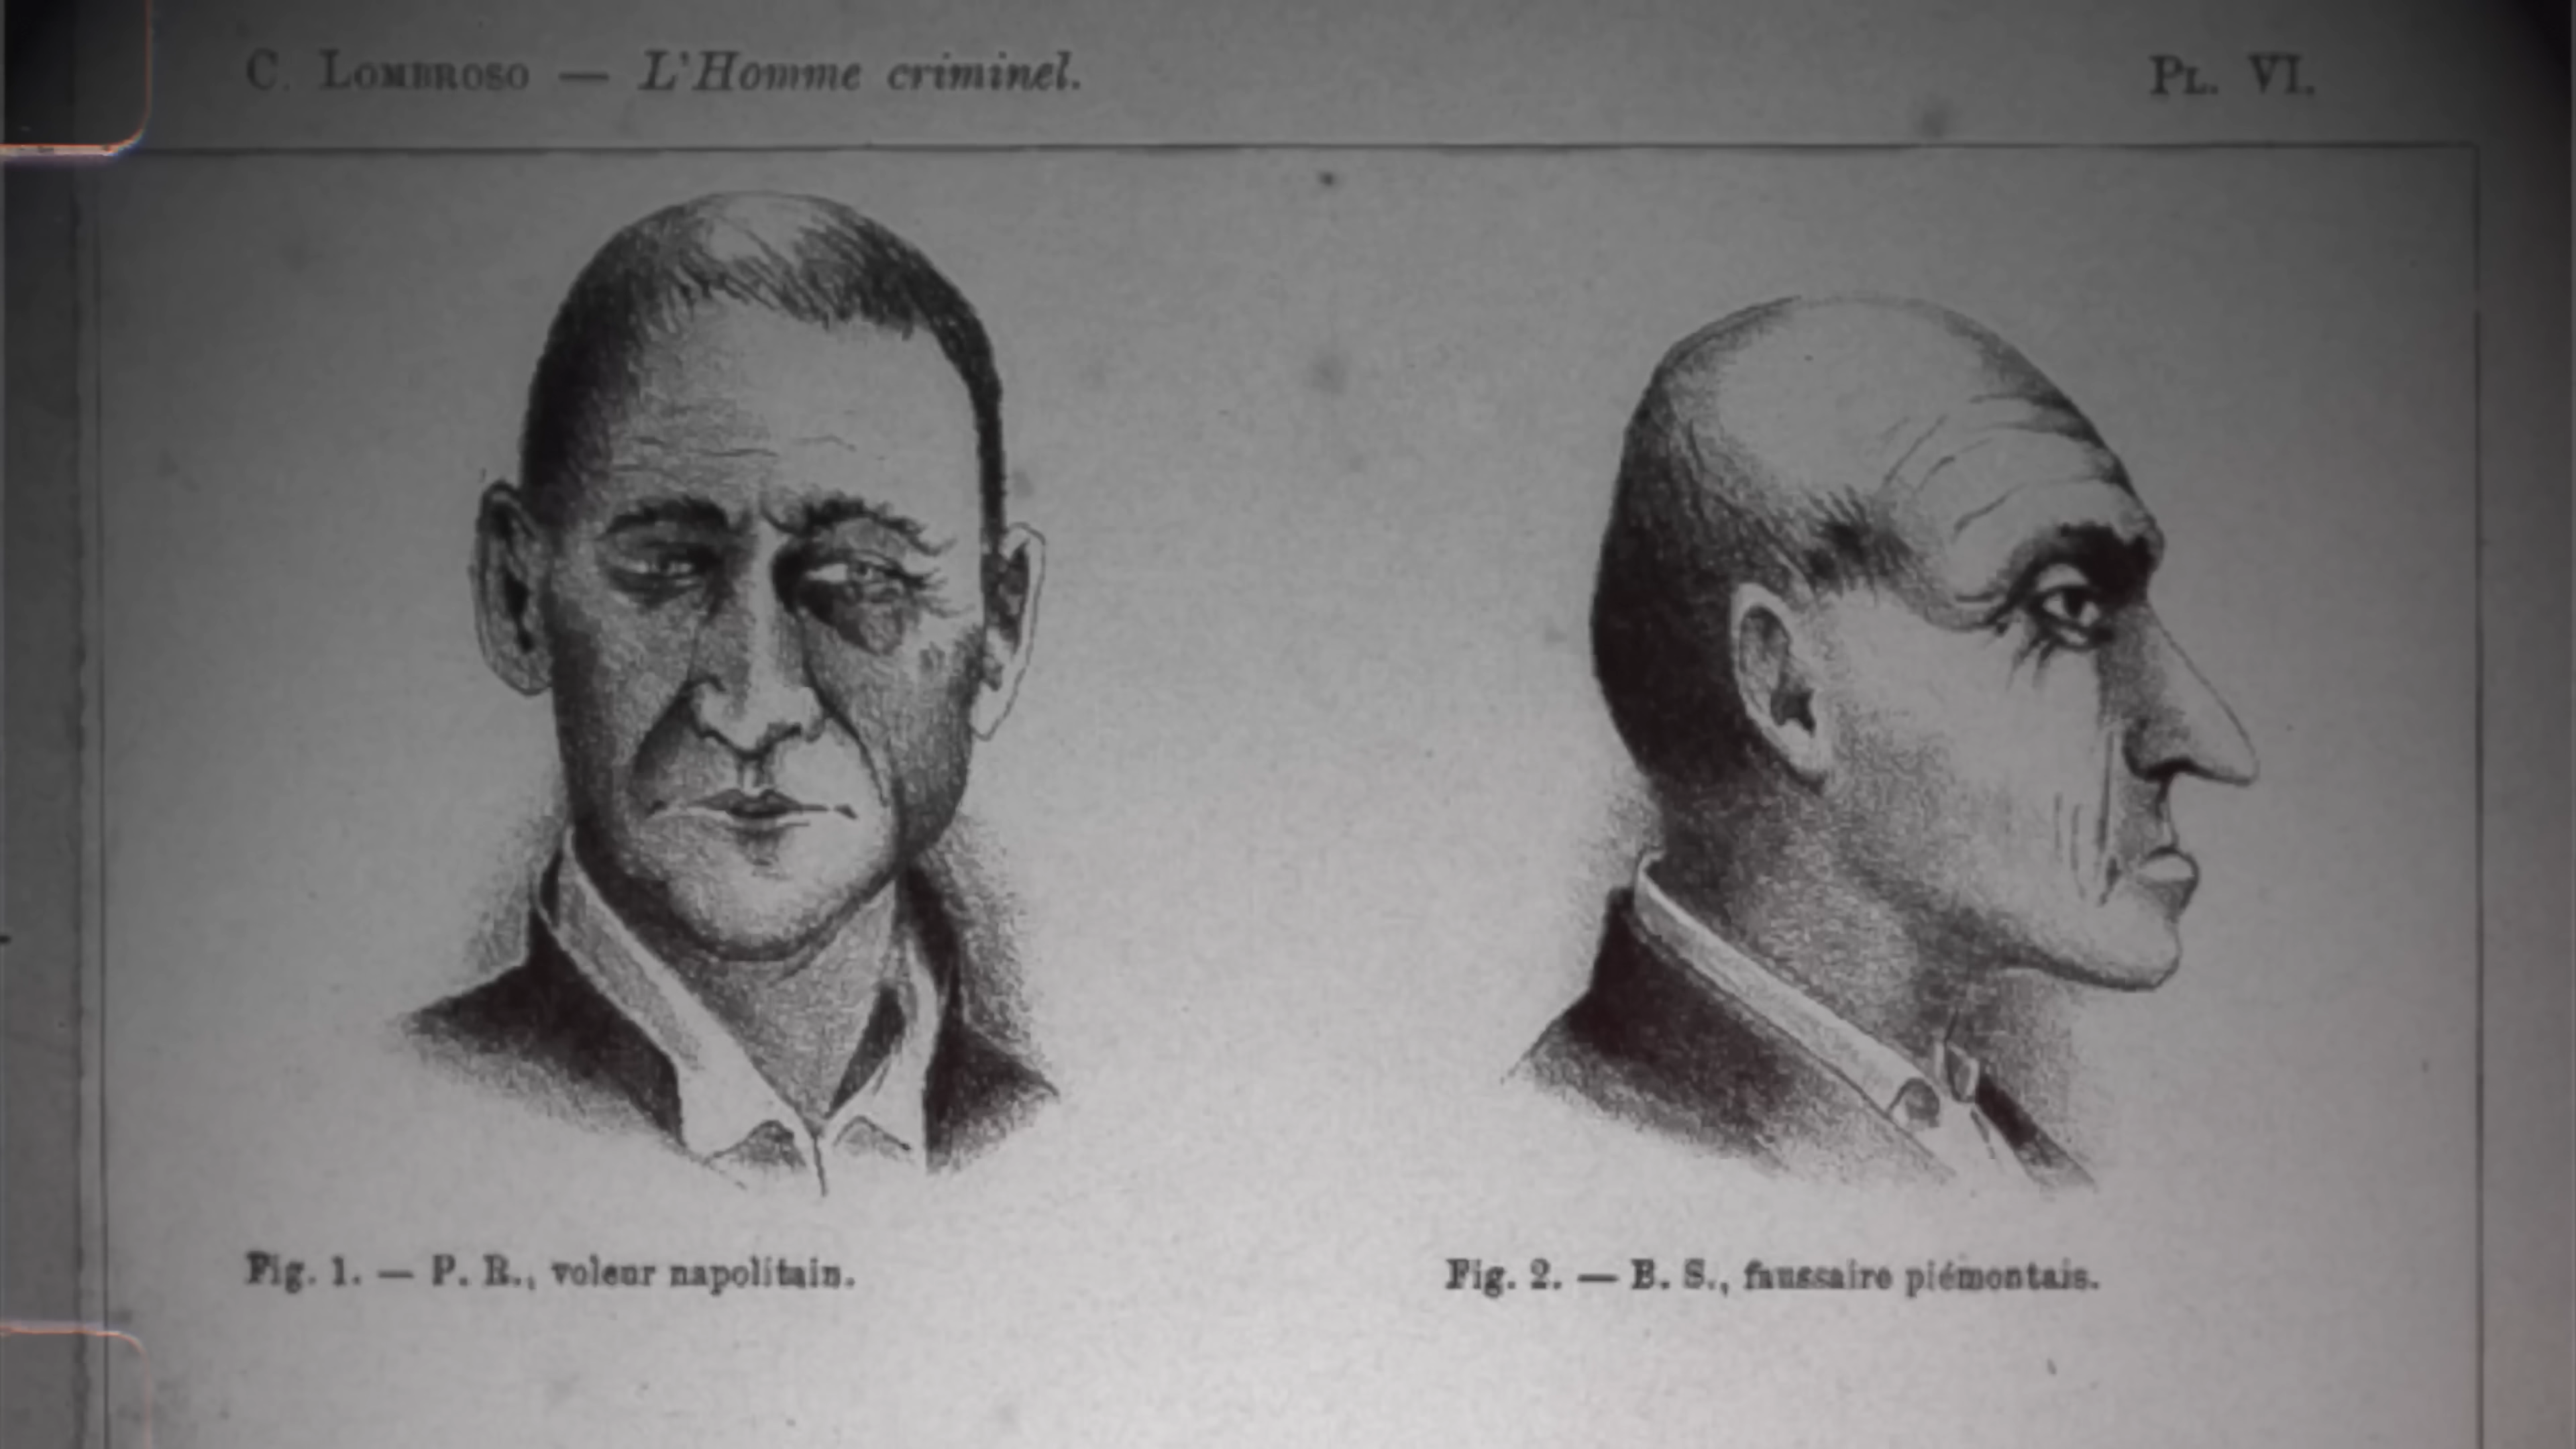 C. LOMBROSO — L'Homme criminel.
PL. VI.
Fig. 1. — P. R., voleur napolitain.
Fig. 2. — B. S., faussaire piémontais.